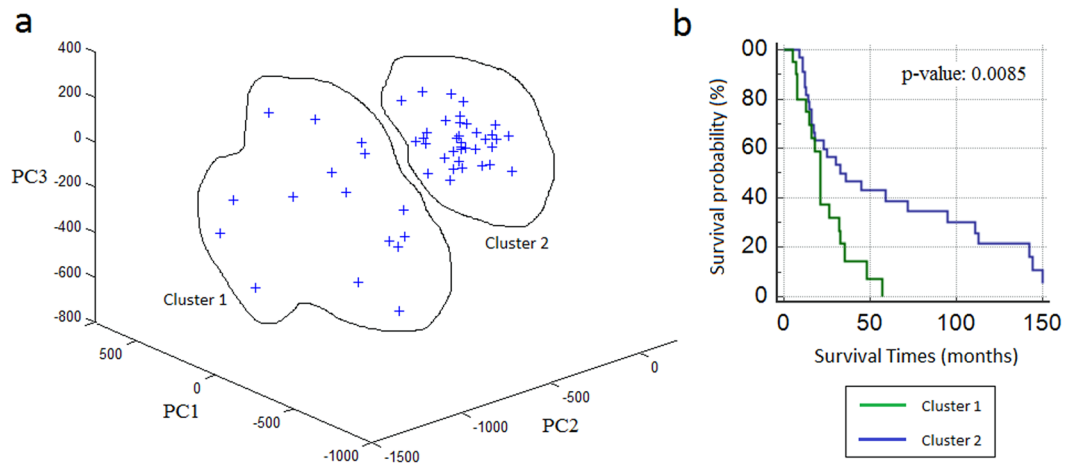 a
400
200
0
-200
-400
-600
-800
PC3
500
0
-500
-1000
PC1
-1500
-1000
-500
0
PC2
Cluster 1
Cluster 2
b
00
80
60
40
20
0
Survival probability (%)
p-value: 0.0085
0 50 100 150
Survival Times (months)
Cluster 1
Cluster 2